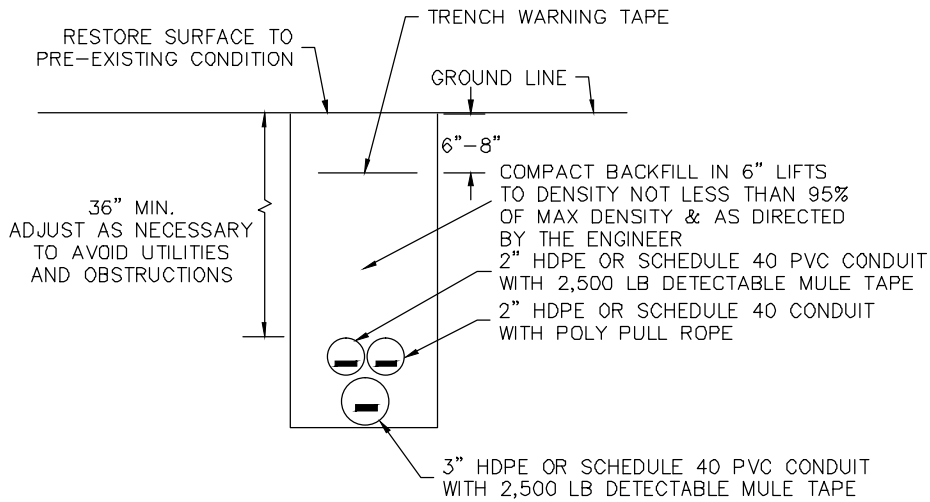 TRENCH WARNING TAPE
RESTORE SURFACE TO
PRE-EXISTING CONDITION
GROUND LINE
6"-8"
36" MIN.
ADJUST AS NECESSARY
TO AVOID UTILITIES
AND OBSTRUCTIONS
COMPACT BACKFILL IN 6" LIFTS
TO DENSITY NOT LESS THAN 95%
OF MAX DENSITY & AS DIRECTED
BY THE ENGINEER
2" HDPE OR SCHEDULE 40 PVC CONDUIT
WITH 2,500 LB DETECTABLE MULE TAPE
2" HDPE OR SCHEDULE 40 CONDUIT
WITH POLY PULL ROPE
3" HDPE OR SCHEDULE 40 PVC CONDUIT
WITH 2,500 LB DETECTABLE MULE TAPE